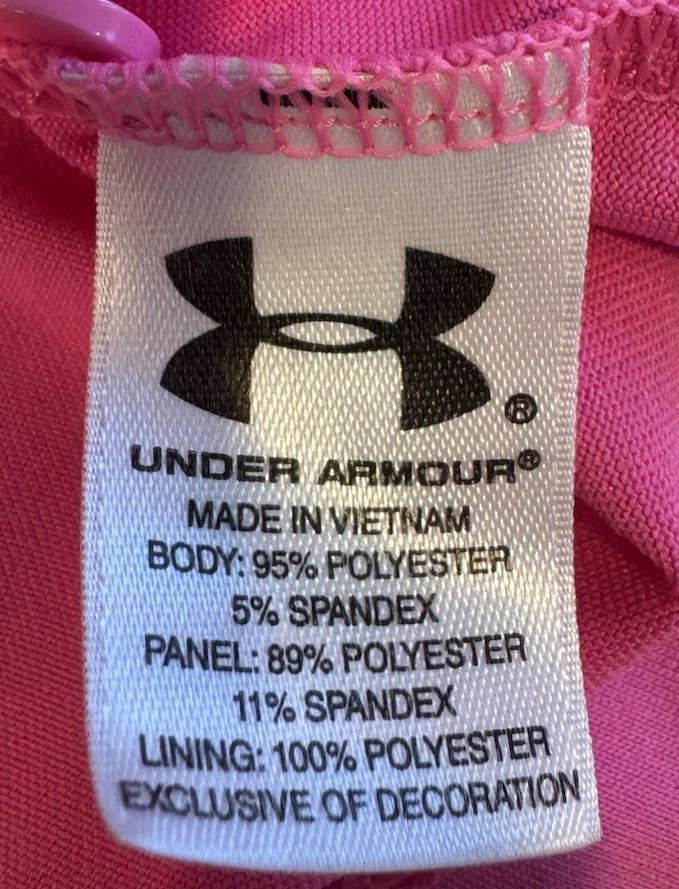 ®
UNDER ARMOUR®
MADE IN VIETNAM
BODY: 95% POLYESTER
5% SPANDEX
PANEL: 89% POLYESTER
11% SPANDEX
LINING: 100% POLYESTER
EXCLUSIVE OF DECORATION